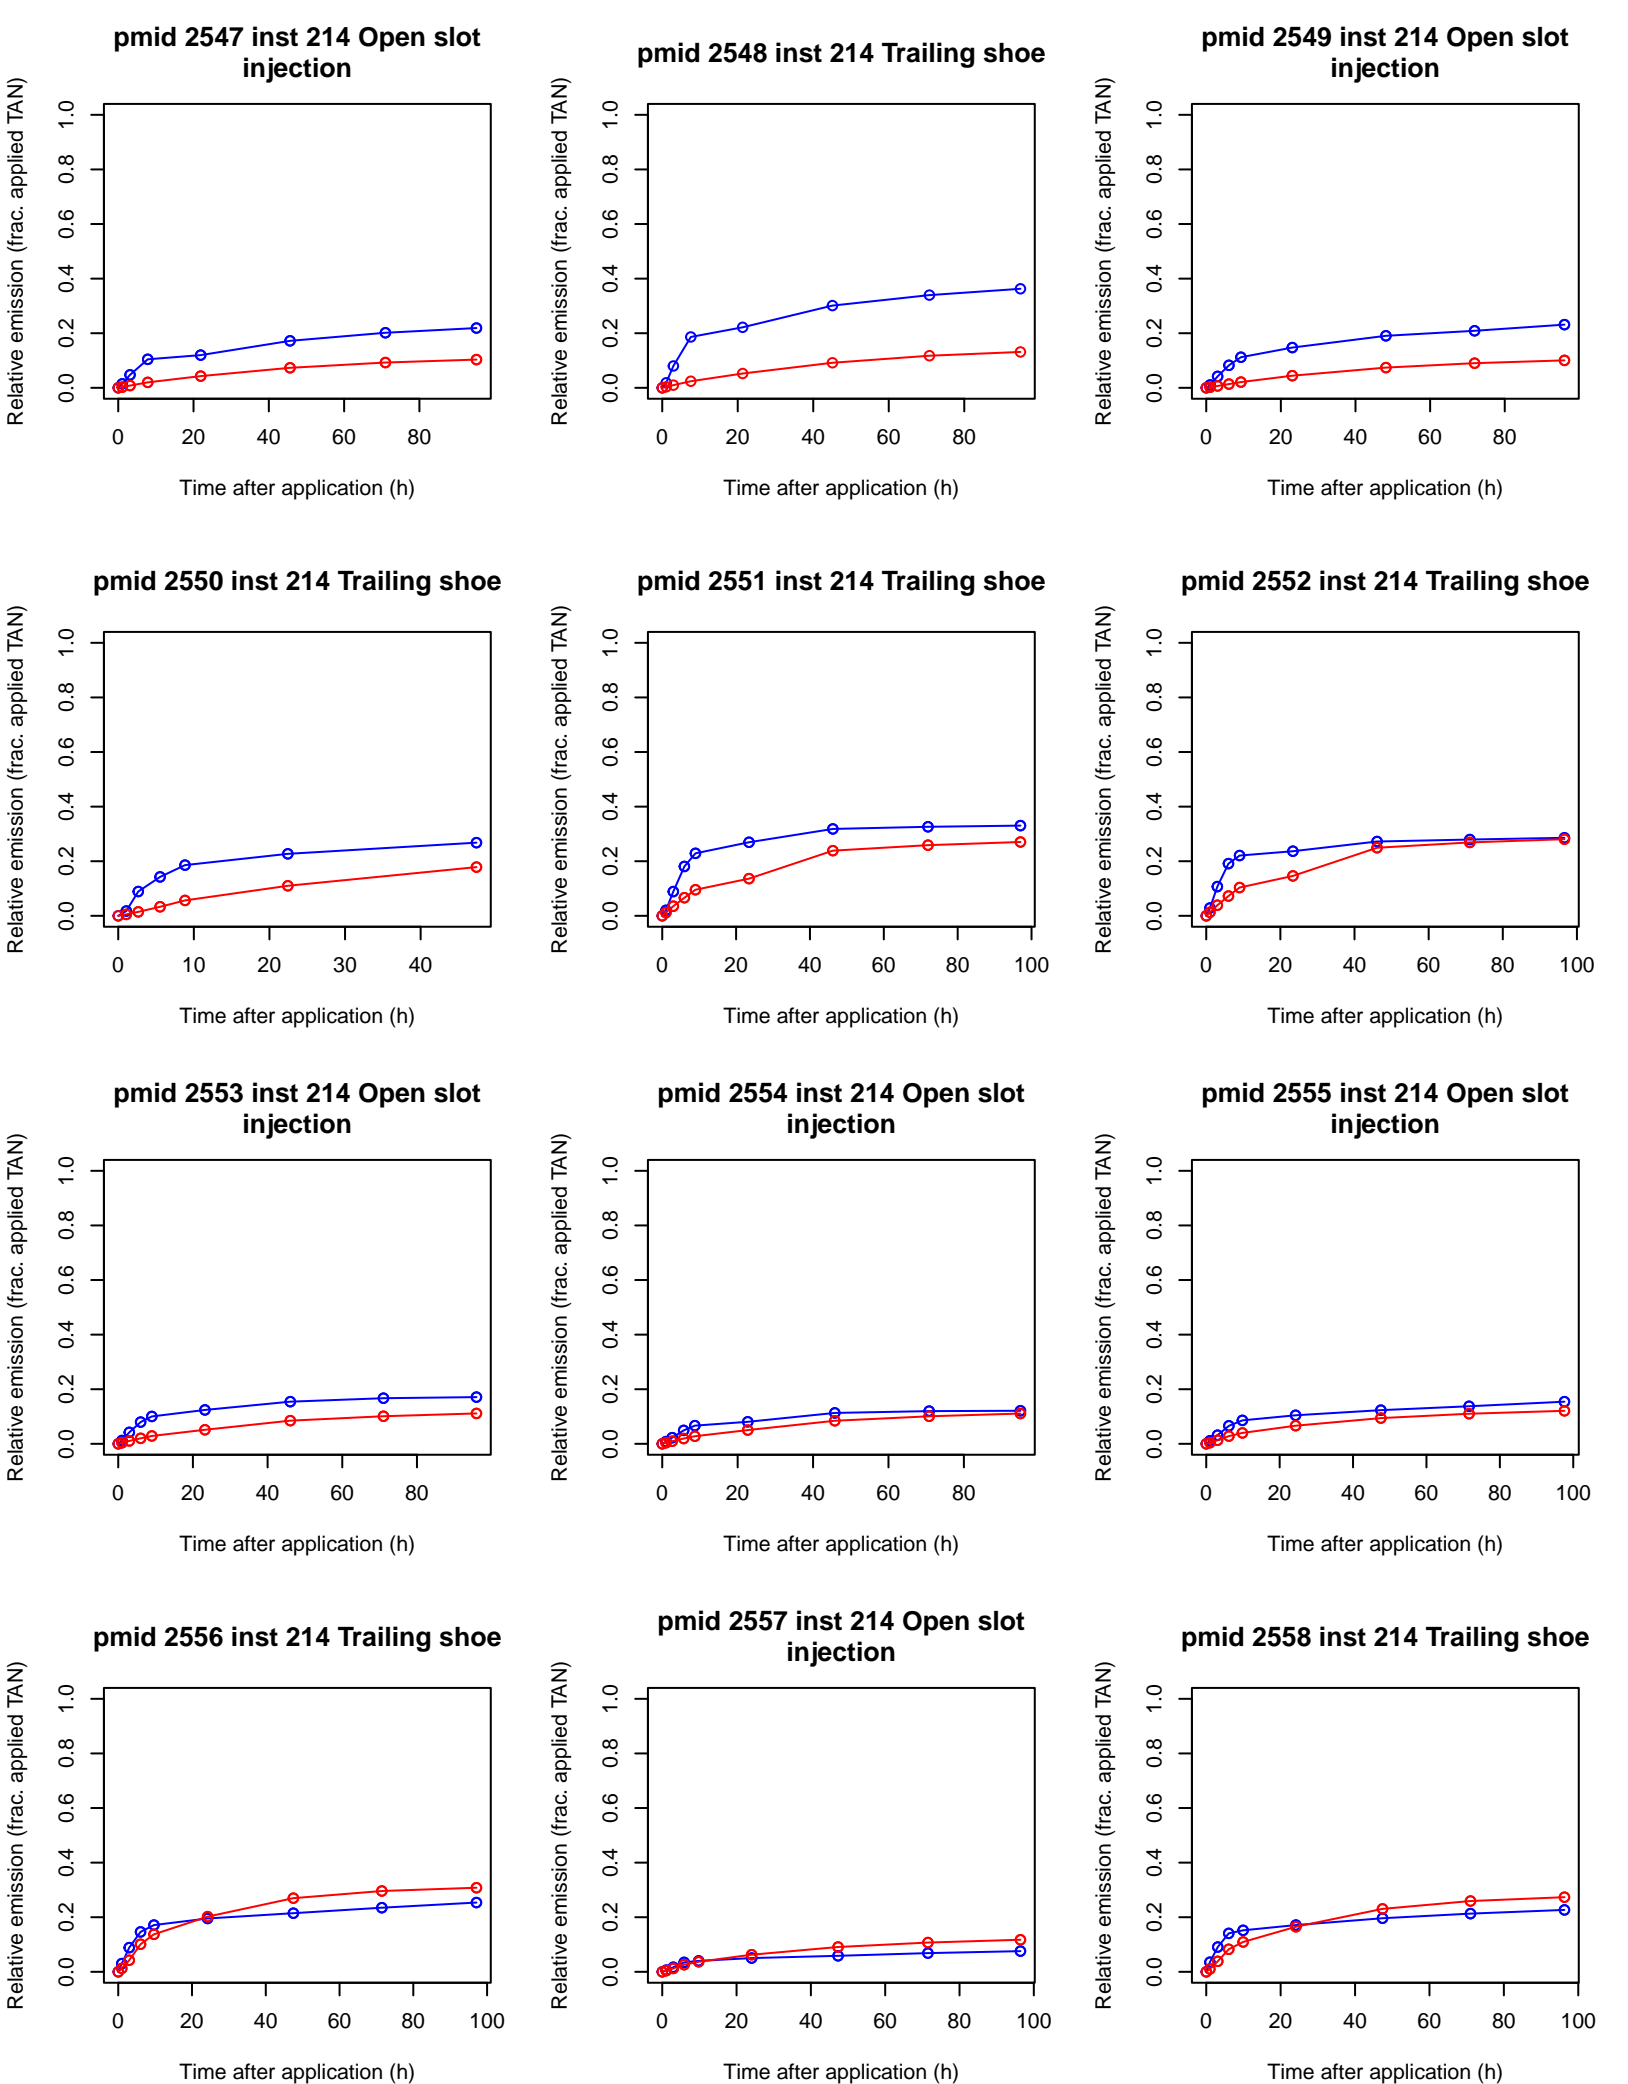 pmid 2547 inst 214 Open slot
injection
Relative emission (frac. applied TAN)
1.0
0.8
0.6
0.4
0.2
0.0
0 20 40 60 80
Time after application (h)
pmid 2548 inst 214 Trailing shoe
Relative emission (frac. applied TAN)
1.0
0.8
0.6
0.4
0.2
0.0
0 20 40 60 80
Time after application (h)
pmid 2549 inst 214 Open slot
injection
Relative emission (frac. applied TAN)
1.0
0.8
0.6
0.4
0.2
0.0
0 20 40 60 80
Time after application (h)
pmid 2550 inst 214 Trailing shoe
Relative emission (frac. applied TAN)
1.0
0.8
0.6
0.4
0.2
0.0
0 10 20 30 40
Time after application (h)
pmid 2551 inst 214 Trailing shoe
Relative emission (frac. applied TAN)
1.0
0.8
0.6
0.4
0.2
0.0
0 20 40 60 80 100
Time after application (h)
pmid 2552 inst 214 Trailing shoe
Relative emission (frac. applied TAN)
1.0
0.8
0.6
0.4
0.2
0.0
0 20 40 60 80 100
Time after application (h)
pmid 2553 inst 214 Open slot
injection
Relative emission (frac. applied TAN)
1.0
0.8
0.6
0.4
0.2
0.0
0 20 40 60 80
Time after application (h)
pmid 2554 inst 214 Open slot
injection
Relative emission (frac. applied TAN)
1.0
0.8
0.6
0.4
0.2
0.0
0 20 40 60 80
Time after application (h)
pmid 2555 inst 214 Open slot
injection
Relative emission (frac. applied TAN)
1.0
0.8
0.6
0.4
0.2
0.0
0 20 40 60 80 100
Time after application (h)
pmid 2556 inst 214 Trailing shoe
Relative emission (frac. applied TAN)
1.0
0.8
0.6
0.4
0.2
0.0
0 20 40 60 80 100
Time after application (h)
pmid 2557 inst 214 Open slot
injection
Relative emission (frac. applied TAN)
1.0
0.8
0.6
0.4
0.2
0.0
0 20 40 60 80 100
Time after application (h)
pmid 2558 inst 214 Trailing shoe
Relative emission (frac. applied TAN)
1.0
0.8
0.6
0.4
0.2
0.0
0 20 40 60 80 100
Time after application (h)